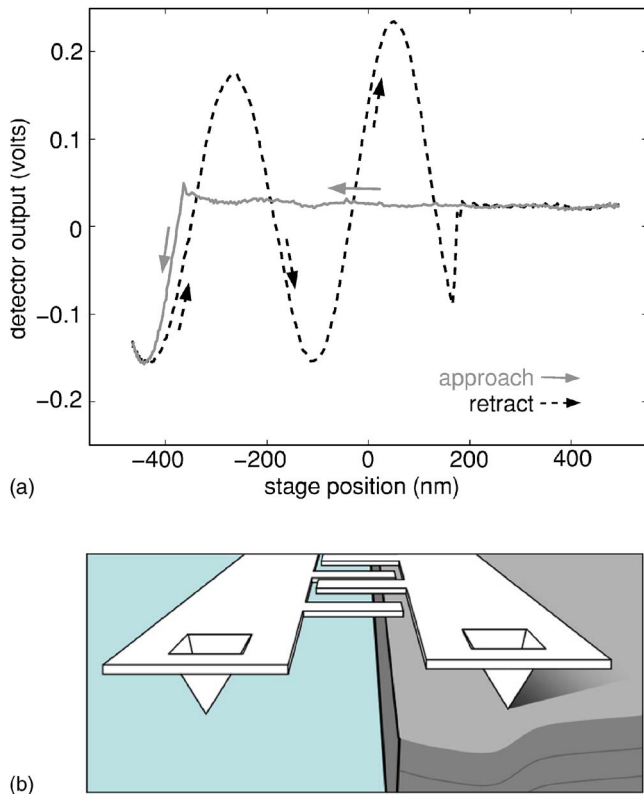 0.2
0.1
0
−0.1
−0.2
detector output (volts)
approach
retract
−400 −200 0 200 400
stage position (nm)
(a)
(b)